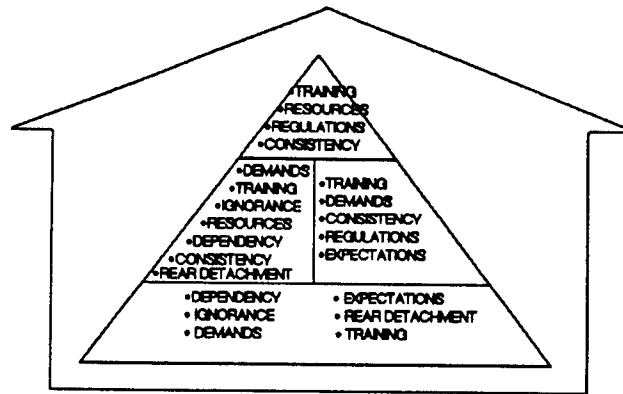 •TRAINING
•RESOURCES
•REGULATIONS
•CONSISTENCY
•DEMANDS
•TRAINING
•IGNORANCE
•RESOURCES
•DEPENDENCY
•CONSISTENCY
•REAR DETACHMENT
•TRAINING
•DEMANDS
•CONSISTENCY
•REGULATIONS
•EXPECTATIONS
•DEPENDENCY
•IGNORANCE
•DEMANDS
•EXPECTATIONS
•REAR DETACHMENT
•TRAINING